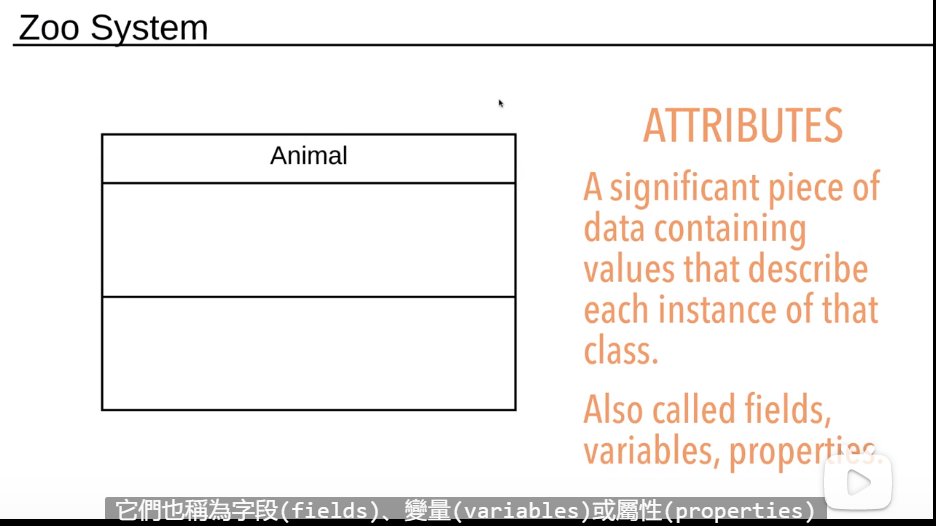 Zoo System
Animal
ATTRIBUTES
A significant piece of
data containing
values that describe
each instance of that
class.
Also called fields,
variables, properties.
它們也稱為字段(fields)、變量(variables)或屬性(properties)